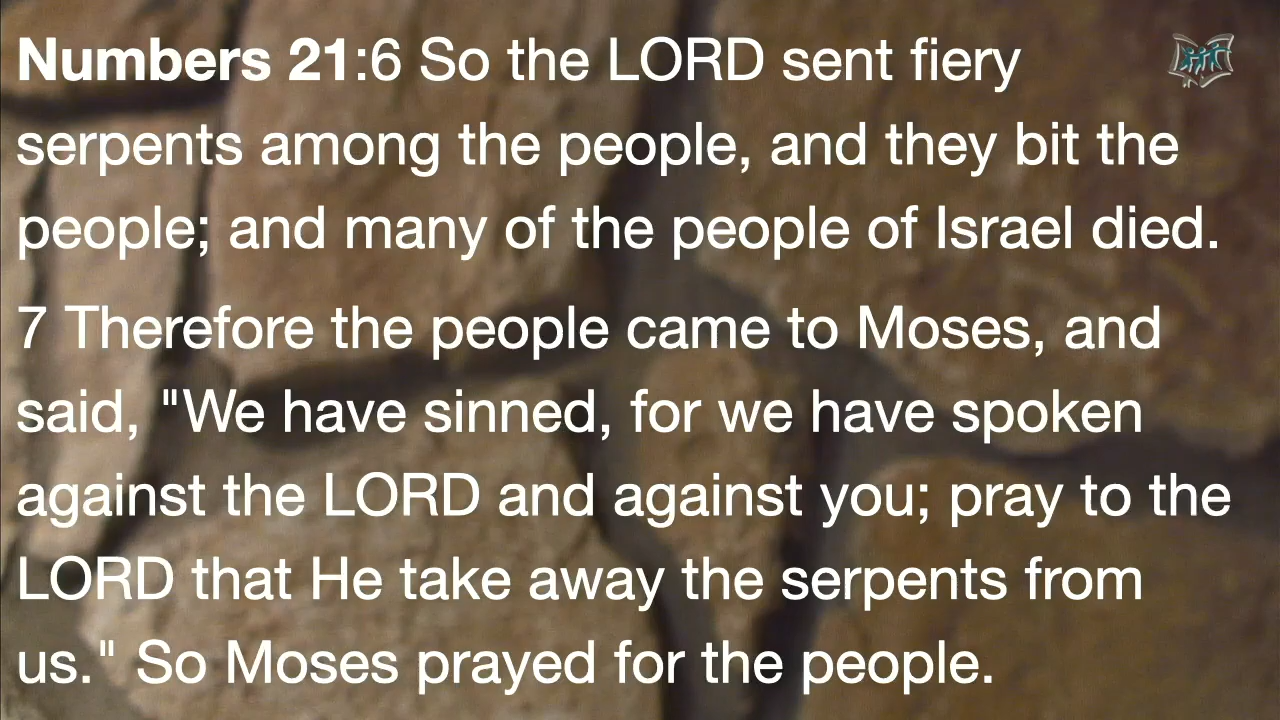 Numbers 21:6 So the LORD sent fiery
serpents among the people, and they bit the
people; and many of the people of Israel died.
7 Therefore the people came to Moses, and
said, "We have sinned, for we have spoken
against the LORD and against you; pray to the
LORD that He take away the serpents from
us." So Moses prayed for the people.